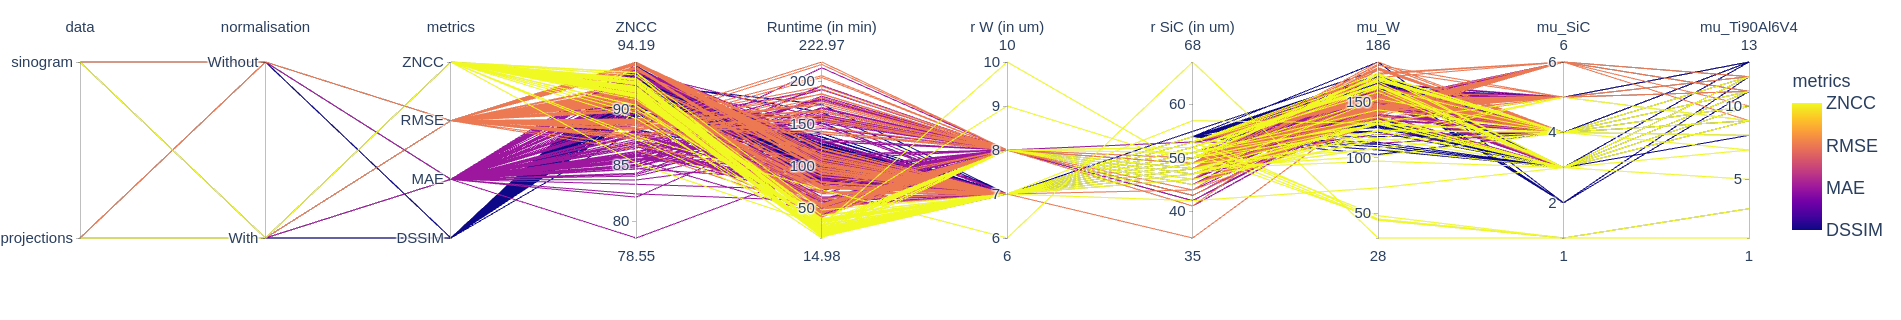 data normalisation metrics ZNCC Runtime (in min) r W (in um) r SiC (in um) mu_W mu_SiC mu_Ti90Al6V4
94.19 222.97 10 68 186 6 13
sinogram Without ZNCC 10 6
metrics
200
90 9 60 150 10 ZNCC
RMSE 150
8 4 RMSE
85 100 50 100
MAE 7 5 MAE
80 50 40 50 2
projections With DSSIM 6 DSSIM
78.55 14.98 6 35 28 1 1